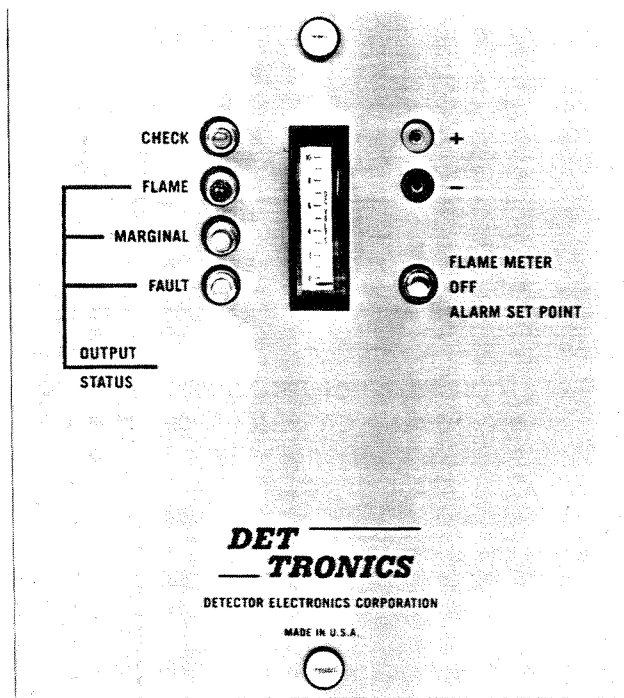 CHECK
FLAME
MARGINAL
FAULT
OUTPUT
STATUS
+
−
FLAME METER
OFF
ALARM SET POINT
DET
TRONICS
DETECTOR ELECTRONICS CORPORATION
MADE IN U.S.A.